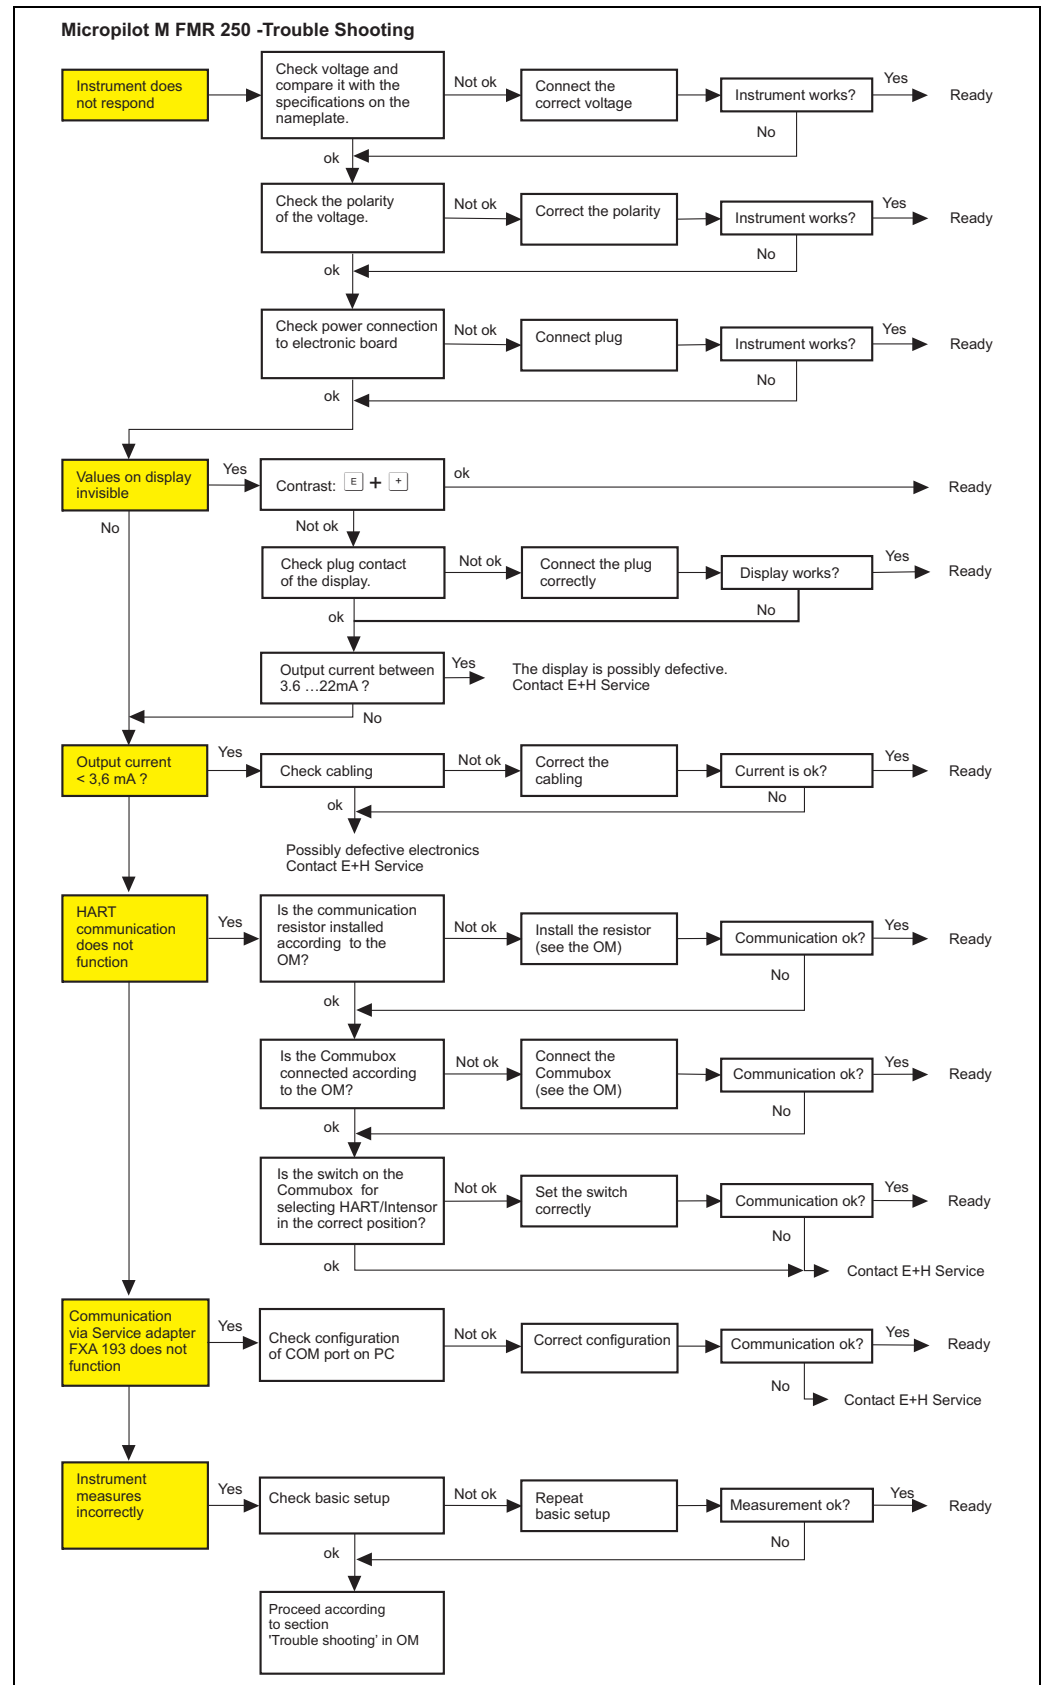 Micropilot M FMR 250 -Trouble Shooting
Instrument does
not respond
Check voltage and
compare it with the
specifications on the
nameplate.
Not ok
Connect the
correct voltage
Instrument works?
Yes
Ready
No
ok
Check the polarity
of the voltage.
Not ok
Correct the polarity
Instrument works?
Yes
Ready
No
ok
Check power connection
to electronic board
Not ok
Connect plug
Instrument works?
Yes
Ready
No
ok
Values on display
invisible
Yes
Contrast: E + +
ok
Ready
No
Not ok
Check plug contact
of the display.
Not ok
Connect the plug
correctly
Display works?
Yes
Ready
No
ok
Output current between
3.6 ...22mA ?
Yes
The display is possibly defective.
Contact E+H Service
No
Output current
< 3,6 mA ?
Yes
Check cabling
Not ok
Correct the
cabling
Current is ok?
Yes
Ready
No
ok
Possibly defective electronics
Contact E+H Service
HART
communication
does not
function
Yes
Is the communication
resistor installed
according to the
OM?
Not ok
Install the resistor
(see the OM)
Communication ok?
Yes
Ready
No
ok
Is the Commubox
connected according
to the OM?
Not ok
Connect the
Commubox
(see the OM)
Communication ok?
Yes
Ready
No
ok
Is the switch on the
Commubox for
selecting HART/Intensor
in the correct position?
Not ok
Set the switch
correctly
Communication ok?
Yes
Ready
No
ok
Contact E+H Service
Communication
via Service adapter
FXA 193 does not
function
Yes
Check configuration
of COM port on PC
Not ok
Correct configuration
Communication ok?
Yes
Ready
No
Contact E+H Service
Instrument
measures
incorrectly
Yes
Check basic setup
Not ok
Repeat
basic setup
Measurement ok?
Yes
Ready
No
ok
Proceed according
to section
'Trouble shooting' in OM